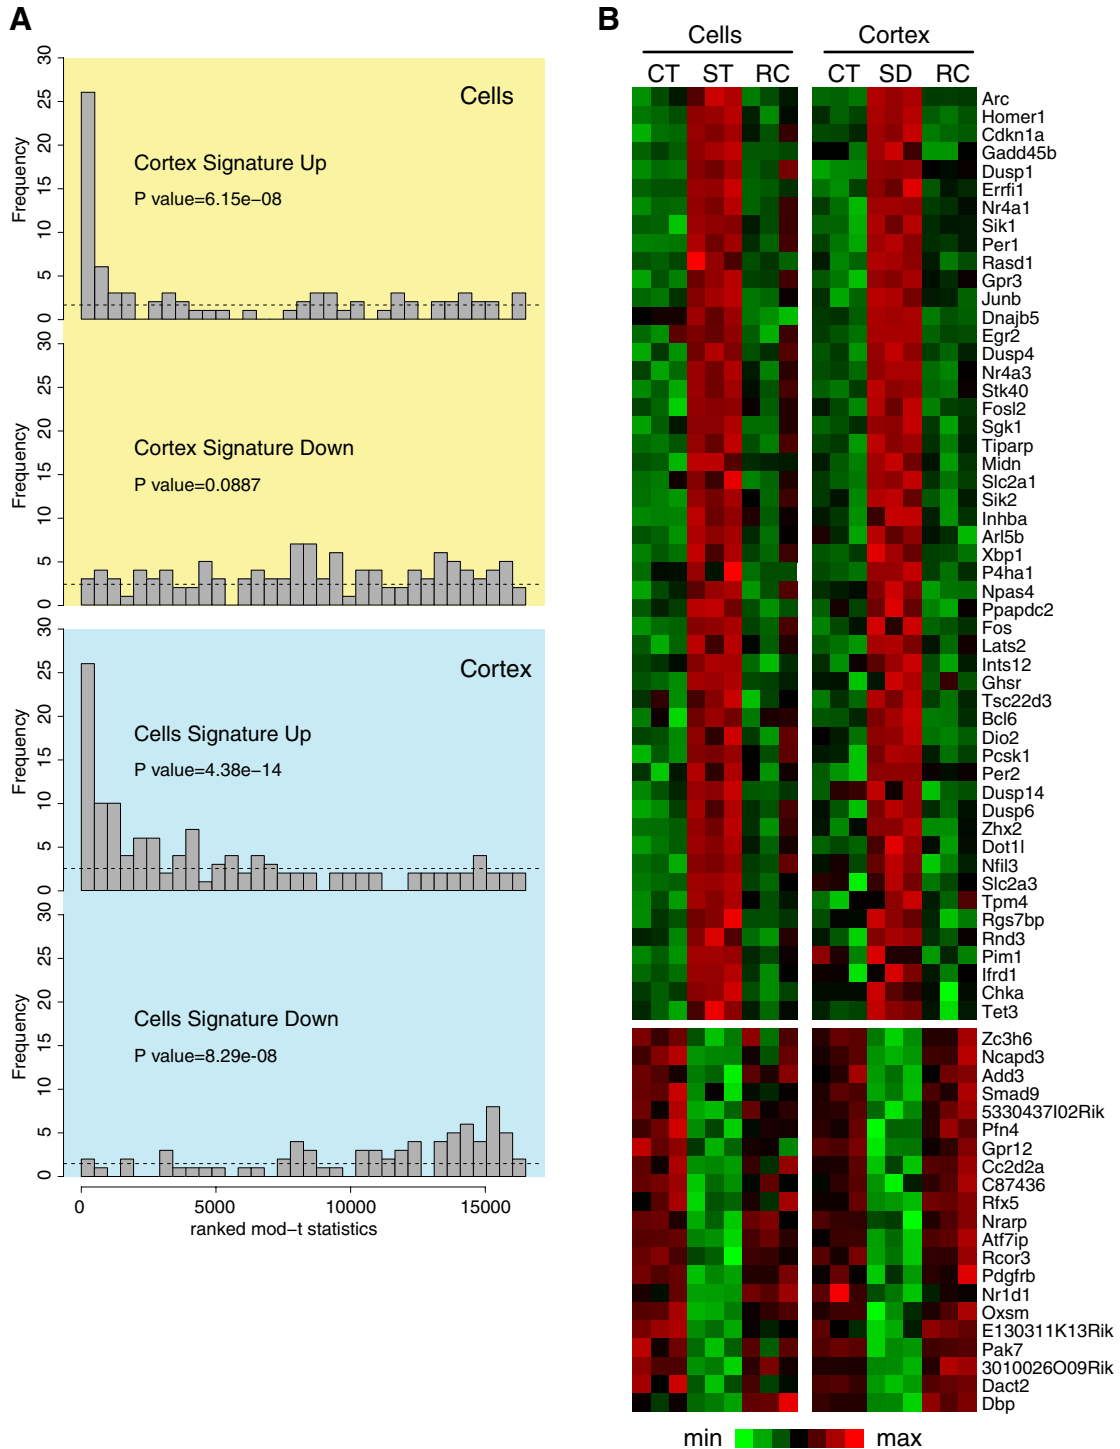 A
Cells
Cortex Signature Up
P value=6.15e−08
Frequency
0 5 10 15 20 25 30
Cortex Signature Down
P value=0.0887
Frequency
0 5 10 15 20 25 30
Cortex
Cells Signature Up
P value=4.38e−14
Frequency
0 5 10 15 20 25 30
Cells Signature Down
P value=8.29e-08
Frequency
0 5 10 15 20 25 30
0 5000 10000 15000
ranked mod−t statistics
B
Cells Cortex
CT ST RC CT SD RC
Arc
Homer1
Cdkn1a
Gadd45b
Dusp1
Errfi1
Nr4a1
Sik1
Per1
Rasd1
Gpr3
Junb
Dnajb5
Egr2
Dusp4
Nr4a3
Stk40
Fosl2
Sgk1
Tiparp
Midn
Slc2a1
Sik2
Inhba
Arl5b
Xbp1
P4ha1
Npas4
Ppapdc2
Fos
Lats2
Ints12
Ghsr
Tsc22d3
Bcl6
Dio2
Pcsk1
Per2
Dusp14
Dusp6
Zhx2
Dot1l
Nfil3
Slc2a3
Tpm4
Rgs7bp
Rnd3
Pim1
Ifrd1
Chka
Tet3
Zc3h6
Ncapd3
Add3
Smad9
5330437I02Rik
Pfn4
Gpr12
Cc2d2a
C87436
Rfx5
Nrarp
Atf7ip
Rcor3
Pdgfrb
Nr1d1
Oxsm
E130311K13Rik
Pak7
3010026O09Rik
Dact2
Dbp
min max